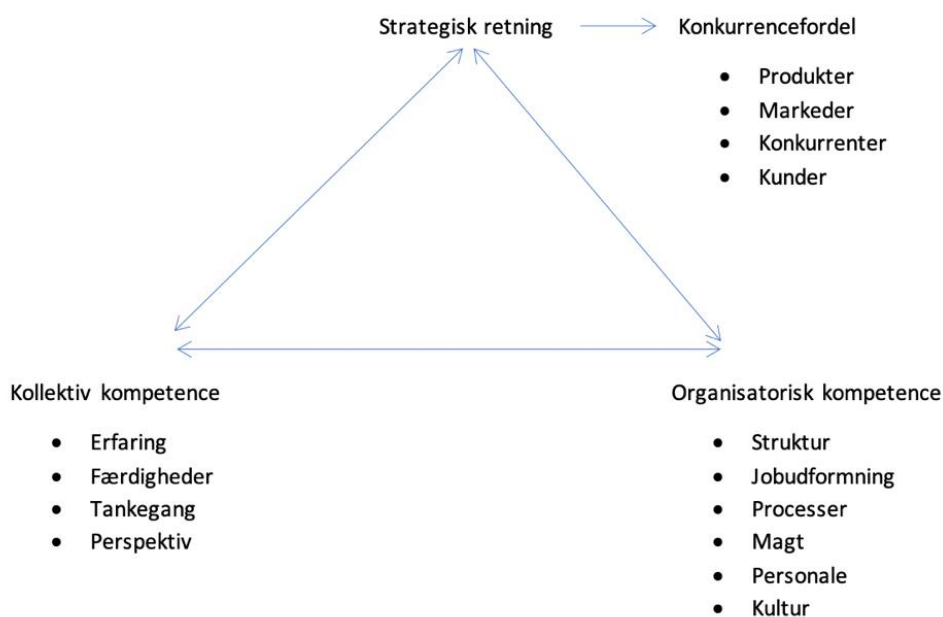 Strategisk retning
Konkurrencefordel
• Produkter
• Markeder
• Konkurrenter
• Kunder
Kollektiv kompetence
• Erfaring
• Færdigheder
• Tankegang
• Perspektiv
Organisatorisk kompetence
• Struktur
• Jobudformning
• Processer
• Magt
• Personale
• Kultur